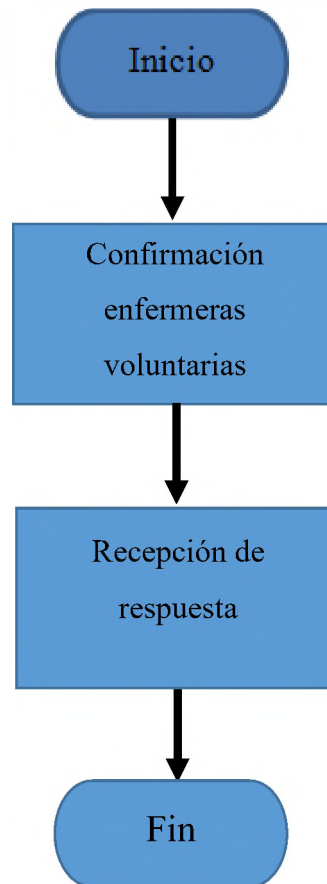 Inicio
Confirmación
enfermeras
voluntarias
Recepción de
respuesta
Fin